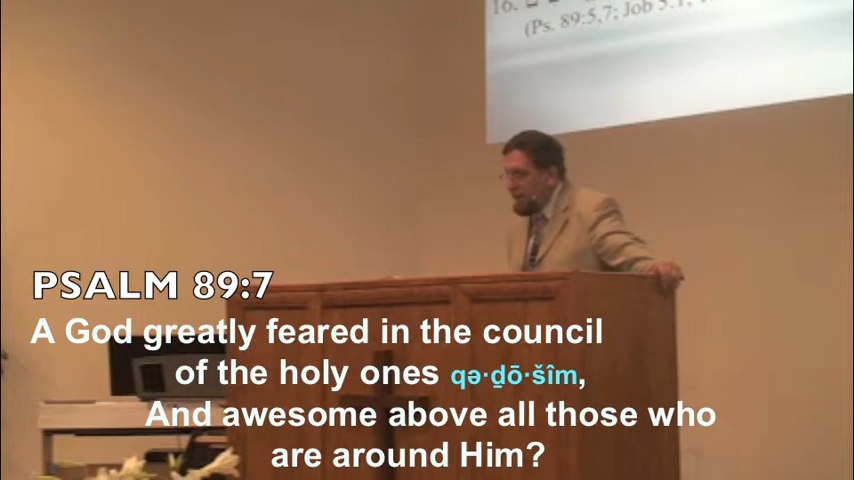 16.
(Ps. 89:5,7; Job 5:1,
PSALM 89:7
A God greatly feared in the council
of the holy ones qə·ḏō·šîm,
And awesome above all those who
are around Him?